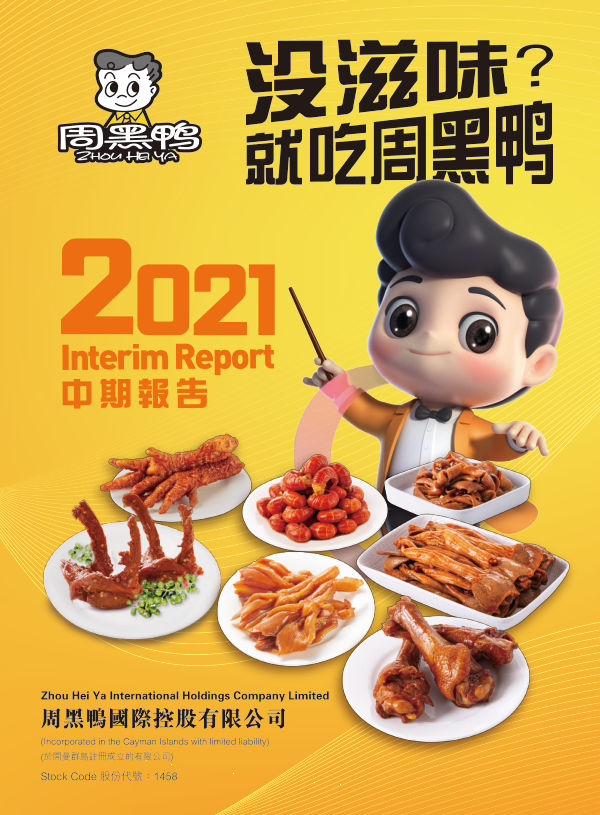 周黑鸭
ZHOU HEI YA
没滋味?
就吃周黑鸭
2021
Interim Report
中期報告
Zhou Hei Ya International Holdings Company Limited
周黑鴨國際控股有限公司
(Incorporated in the Cayman Islands with limited liability)
(於開曼群島註冊成立的有限公司)
Stock Code 股份代號：1458